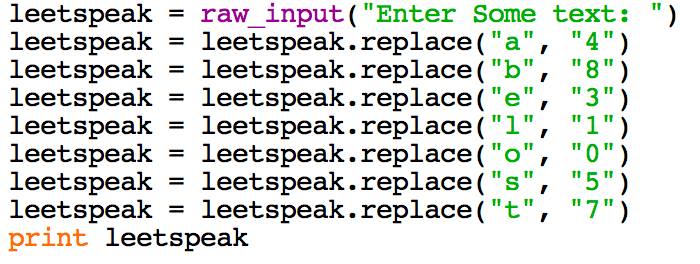 leetspeak = raw_input("Enter Some text: ")
leetspeak = leetspeak.replace("a", "4")
leetspeak = leetspeak.replace("b", "8")
leetspeak = leetspeak.replace("e", "3")
leetspeak = leetspeak.replace("l", "1")
leetspeak = leetspeak.replace("o", "0")
leetspeak = leetspeak.replace("s", "5")
leetspeak = leetspeak.replace("t", "7")
print leetspeak